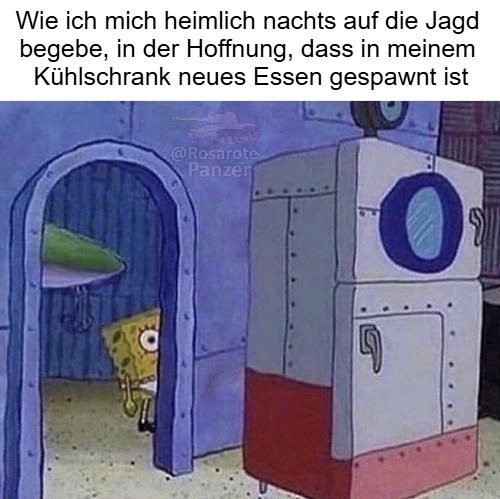 Wie ich mich heimlich nachts auf die Jagd
begebe, in der Hoffnung, dass in meinem
Kühlschrank neues Essen gespawnt ist
@Rosarote
Panzer